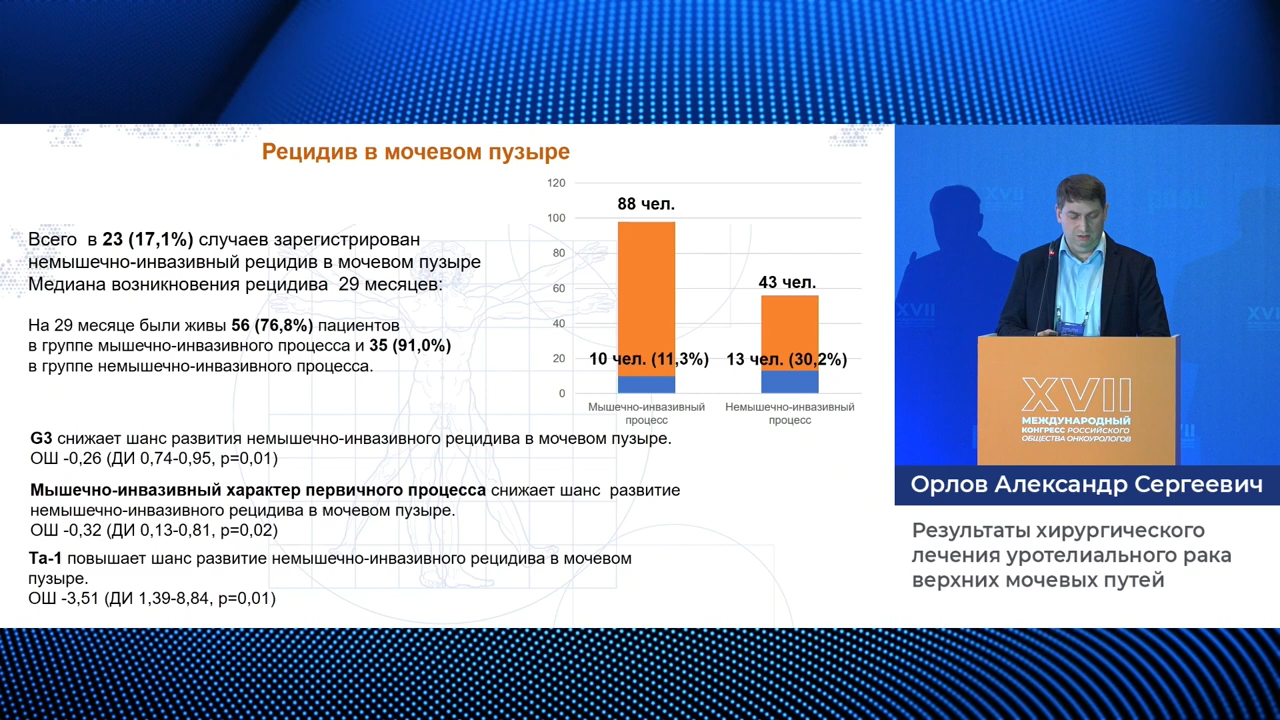 Рецидив в мочевом пузыре
Всего в 23 (17,1%) случаев зарегистрирован
немышечно-инвазивный рецидив в мочевом пузыре
Медиана возникновения рецидива 29 месяцев:
На 29 месяце были живы 56 (76,8%) пациентов
в группе мышечно-инвазивного процесса и 35 (91,0%)
в группе немышечно-инвазивного процесса.
120
100
80
60
40
20
0
88 чел.
43 чел.
10 чел. (11,3%)
13 чел. (30,2%)
Мышечно-инвазивный
процесс
Немышечно-инвазивный
процесс
G3 снижает шанс развития немышечно-инвазивного рецидива в мочевом пузыре.
ОШ -0,26 (ДИ 0,74-0,95, p=0,01)
Мышечно-инвазивный характер первичного процесса снижает шанс развитие
немышечно-инвазивного рецидива в мочевом пузыре.
ОШ -0,32 (ДИ 0,13-0,81, p=0,02)
Ta-1 повышает шанс развитие немышечно-инвазивного рецидива в мочевом
пузыре.
ОШ -3,51 (ДИ 1,39-8,84, p=0,01)
XVII
XVII
МЕЖДУНАРОДНЫЙ
КОНГРЕСС РОССИЙСКОГО
ОБЩЕСТВА ОНКОУРОЛОГОВ
Орлов Александр Сергеевич
Результаты хирургического
лечения уротелиального рака
верхних мочевых путей